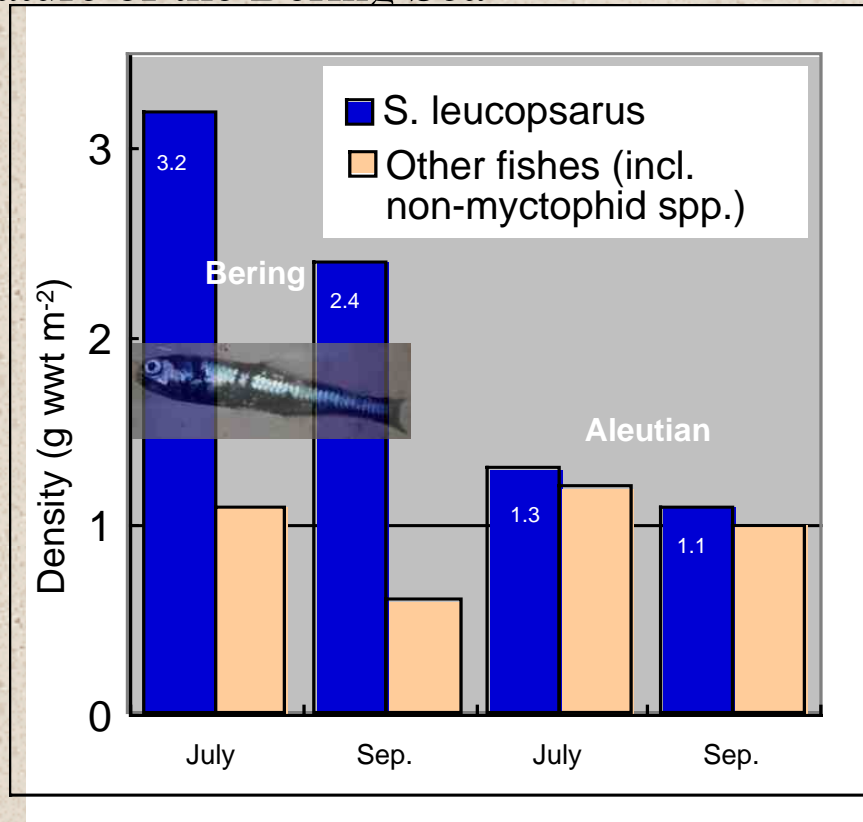 S. leucopsarus
Other fishes (incl.
non-myctophid spp.)
Density (g wwt m-2)
3
2
1
0
3.2
Bering
2.4
Aleutian
1.3
1.1
July
Sep.
July
Sep.